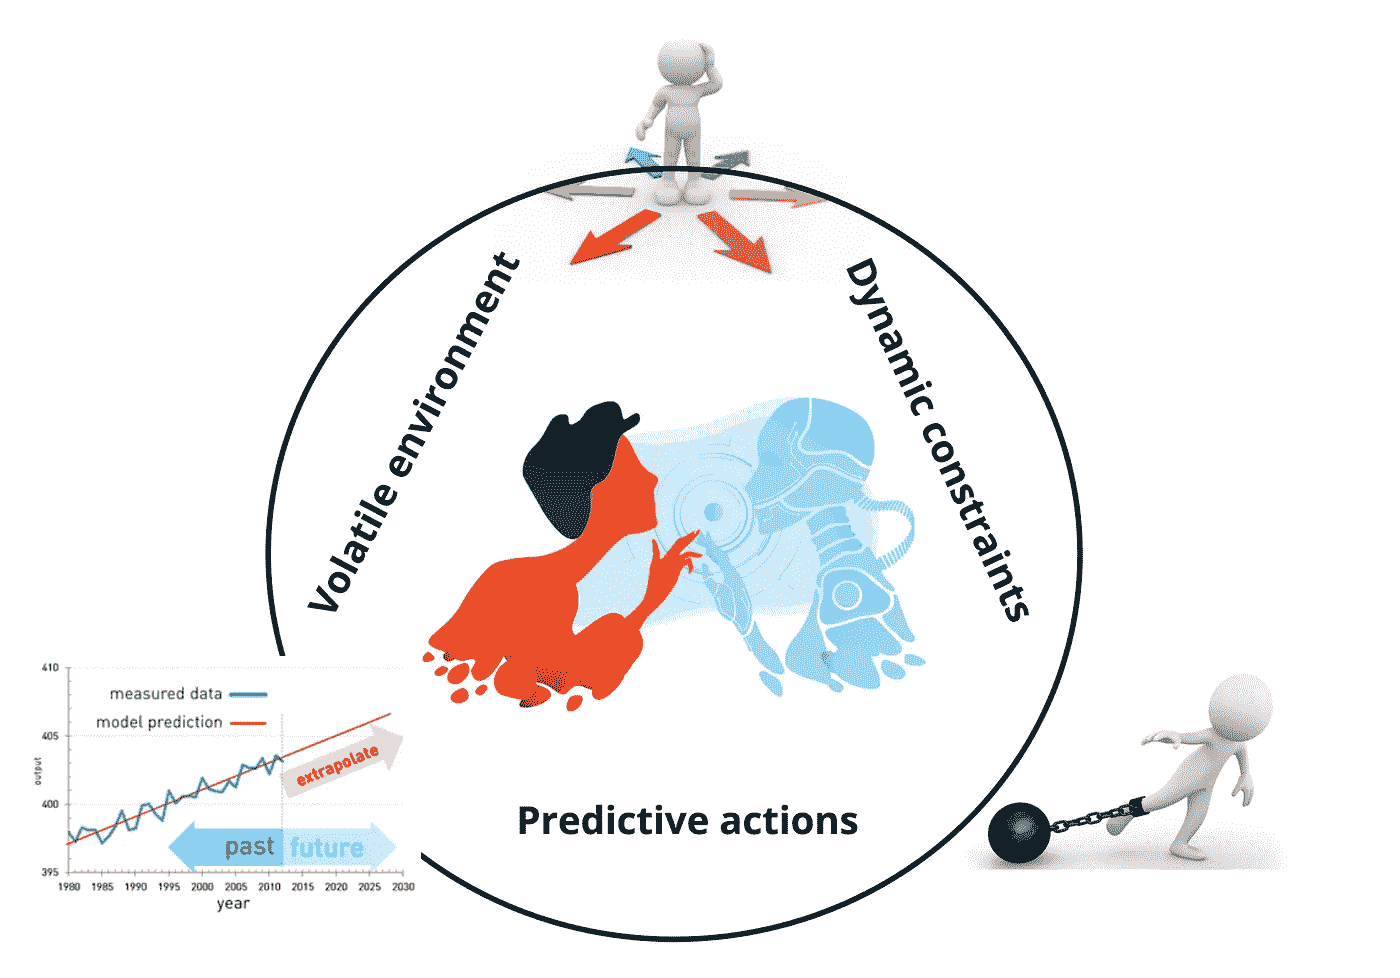 Volatile environment
Dynamic constraints
410
measured data
model prediction
405
extrapolate
output
400
past future
395
1980 1985 1990 1995 2000 2005 2010 2015 2020 2025 2030
year
Predictive actions